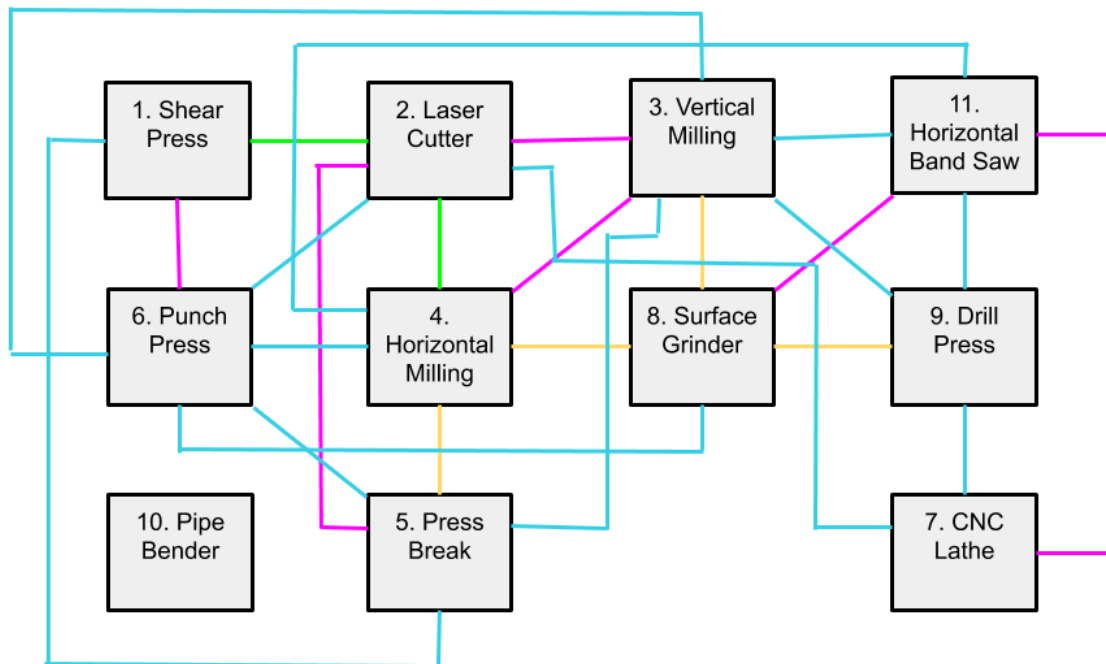 1. Shear
Press
2. Laser
Cutter
3. Vertical
Milling
11.
Horizontal
Band Saw
6. Punch
Press
4.
Horizontal
Milling
8. Surface
Grinder
9. Drill
Press
10. Pipe
Bender
5. Press
Break
7. CNC
Lathe